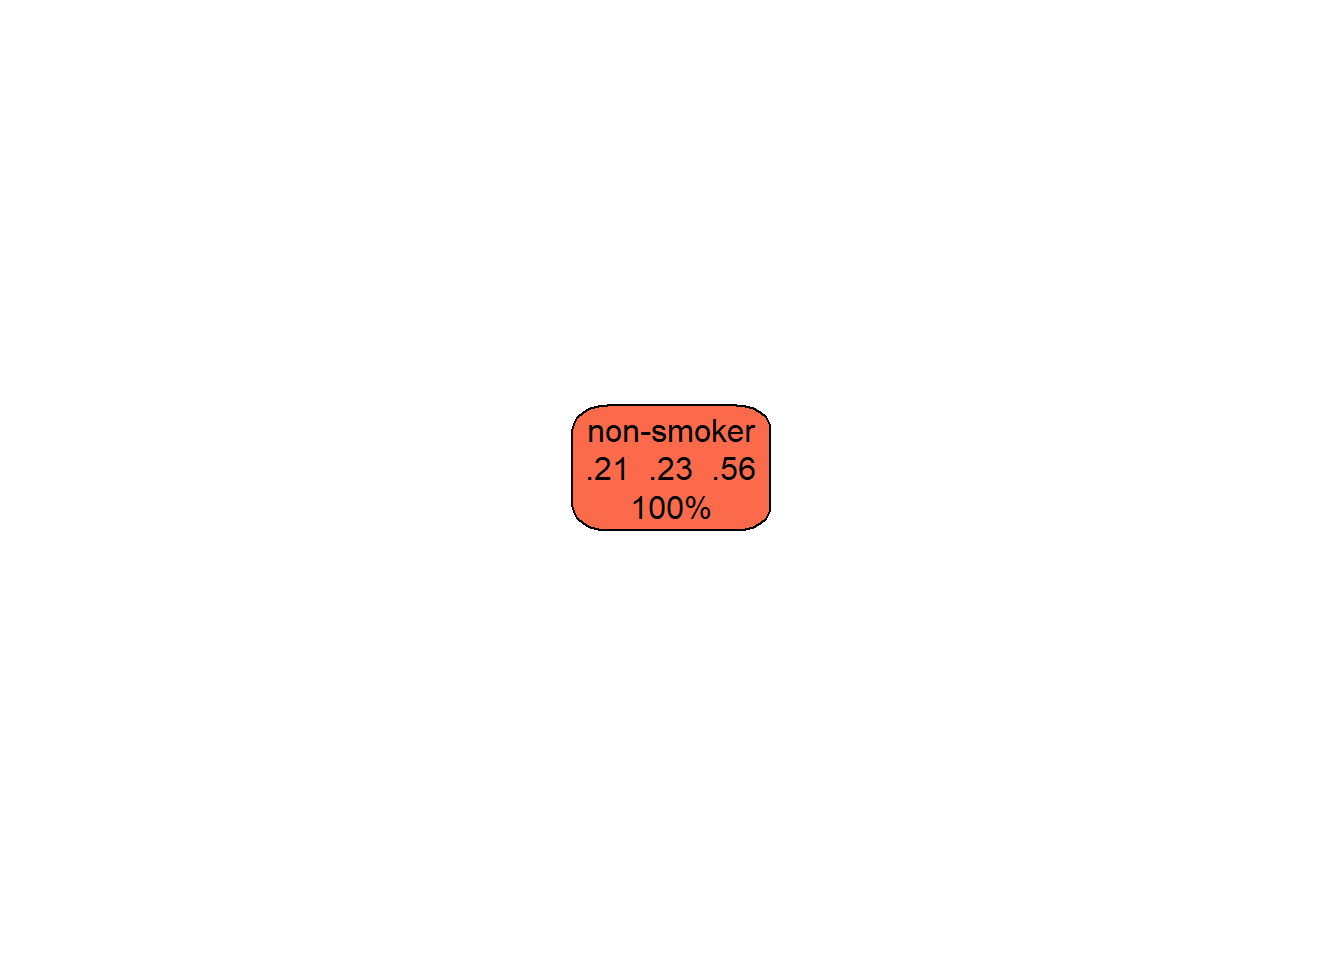 non-smoker
.21 .23 .56
100%